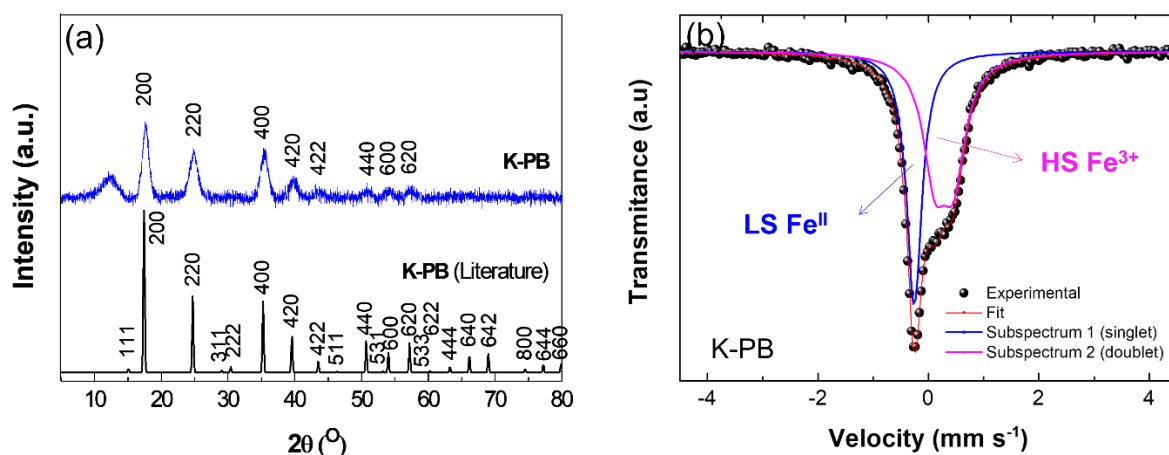 (a)
Intensity (a.u.)
200
220
400
420
422
440
600
620
K-PB
200
K-PB (Literature)
111
220
311
222
400
420
422
511
440
531
600
620
533
622
444
640
642
800
644
660
10 20 30 40 50 60 70 80
2θ (O)
(b)
Transmitance (a.u)
HS Fe3+
LS FeII
Experimental
Fit
Subspectrum 1 (singlet)
Subspectrum 2 (doublet)
K-PB
-4 -2 0 2 4
Velocity (mm s-1)